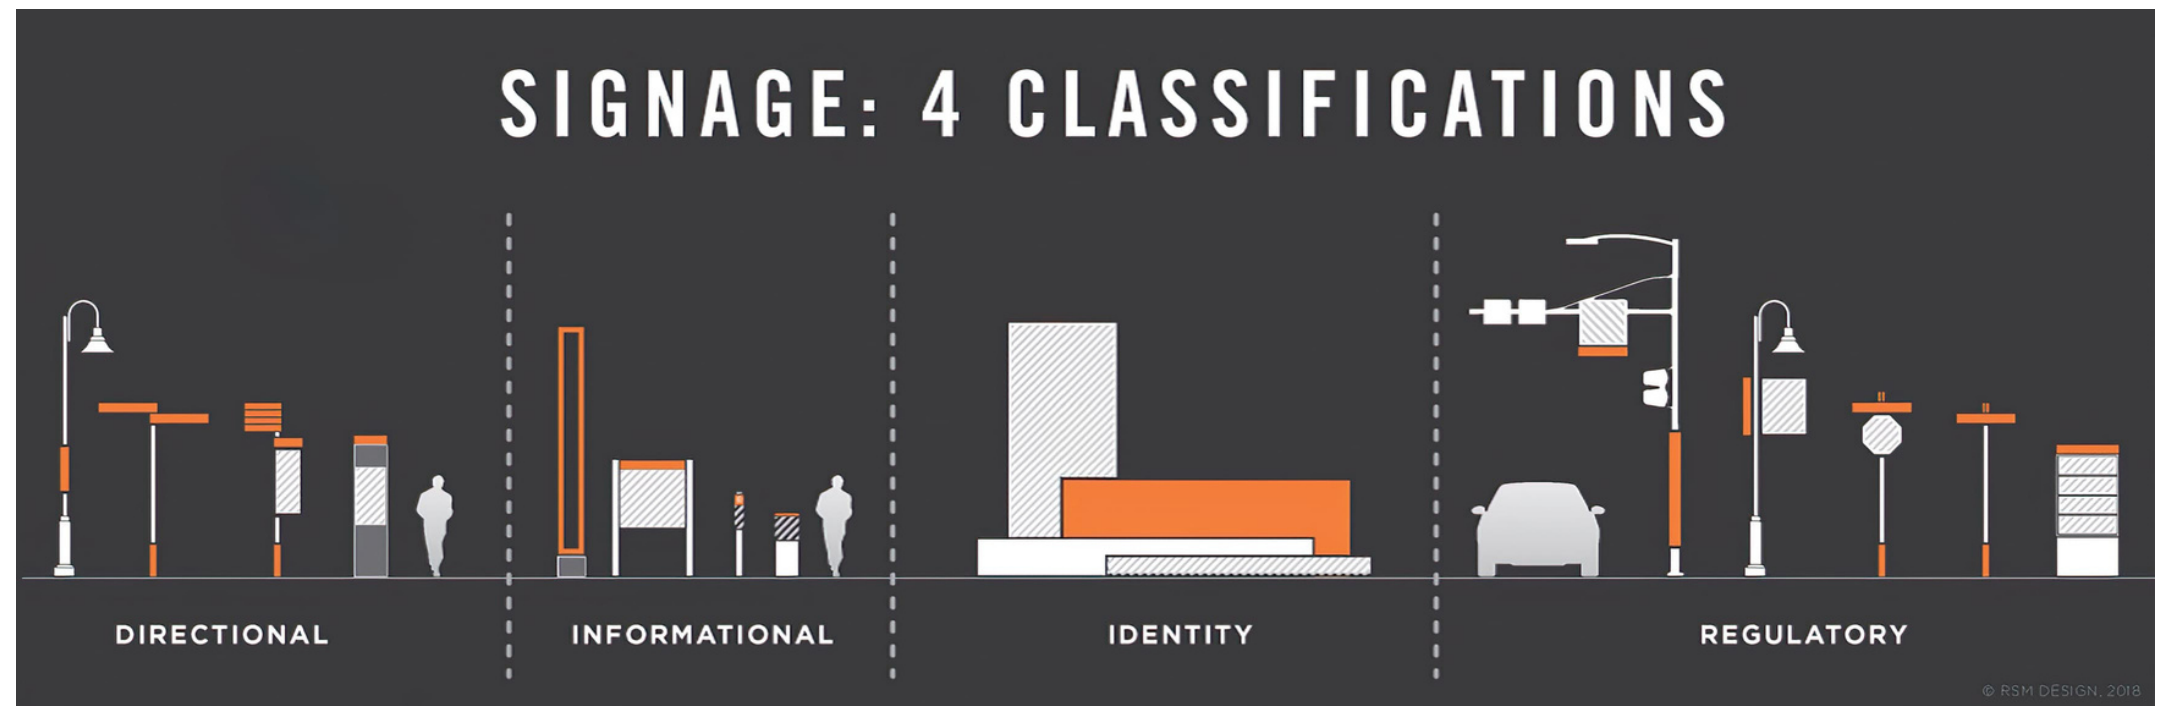 SIGNAGE: 4 CLASSIFICATIONS
DIRECTIONAL
INFORMATIONAL
IDENTITY
REGULATORY
© RSM DESIGN, 2018